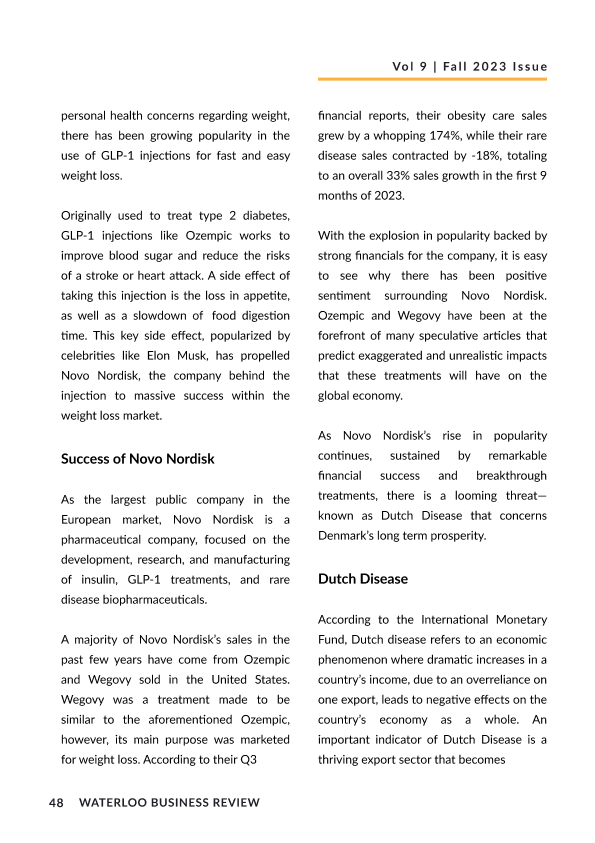 Vol 9 | Fall 2023 Issue
personal health concerns regarding weight,
there has been growing popularity in the
use of GLP-1 injections for fast and easy
weight loss.
Originally used to treat type 2 diabetes,
GLP-1 injections like Ozempic works to
improve blood sugar and reduce the risks
of a stroke or heart attack. A side effect of
taking this injection is the loss in appetite,
as well as a slowdown of food digestion
time. This key side effect, popularized by
celebrities like Elon Musk, has propelled
Novo Nordisk, the company behind the
injection to massive success within the
weight loss market.
Success of Novo Nordisk
As the largest public company in the
European market, Novo Nordisk is a
pharmaceutical company, focused on the
development, research, and manufacturing
of insulin, GLP-1 treatments, and rare
disease biopharmaceuticals.
A majority of Novo Nordisk's sales in the
past few years have come from Ozempic
and Wegovy sold in the United States.
Wegovy was a treatment made to be
similar to the aforementioned Ozempic,
however, its main purpose was marketed
for weight loss. According to their Q3
financial reports, their obesity care sales
grew by a whopping 174%, while their rare
disease sales contracted by -18%, totaling
to an overall 33% sales growth in the first 9
months of 2023.
With the explosion in popularity backed by
strong financials for the company, it is easy
to see why there has been positive
sentiment surrounding Novo Nordisk.
Ozempic and Wegovy have been at the
forefront of many speculative articles that
predict exaggerated and unrealistic impacts
that these treatments will have on the
global economy.
As Novo Nordisk's rise in popularity
continues, sustained by remarkable
financial success and breakthrough
treatments, there is a looming threat—
known as Dutch Disease that concerns
Denmark's long term prosperity.
Dutch Disease
According to the International Monetary
Fund, Dutch disease refers to an economic
phenomenon where dramatic increases in a
country's income, due to an overreliance on
one export, leads to negative effects on the
country's economy as a whole. An
important indicator of Dutch Disease is a
thriving export sector that becomes
48 WATERLOO BUSINESS REVIEW